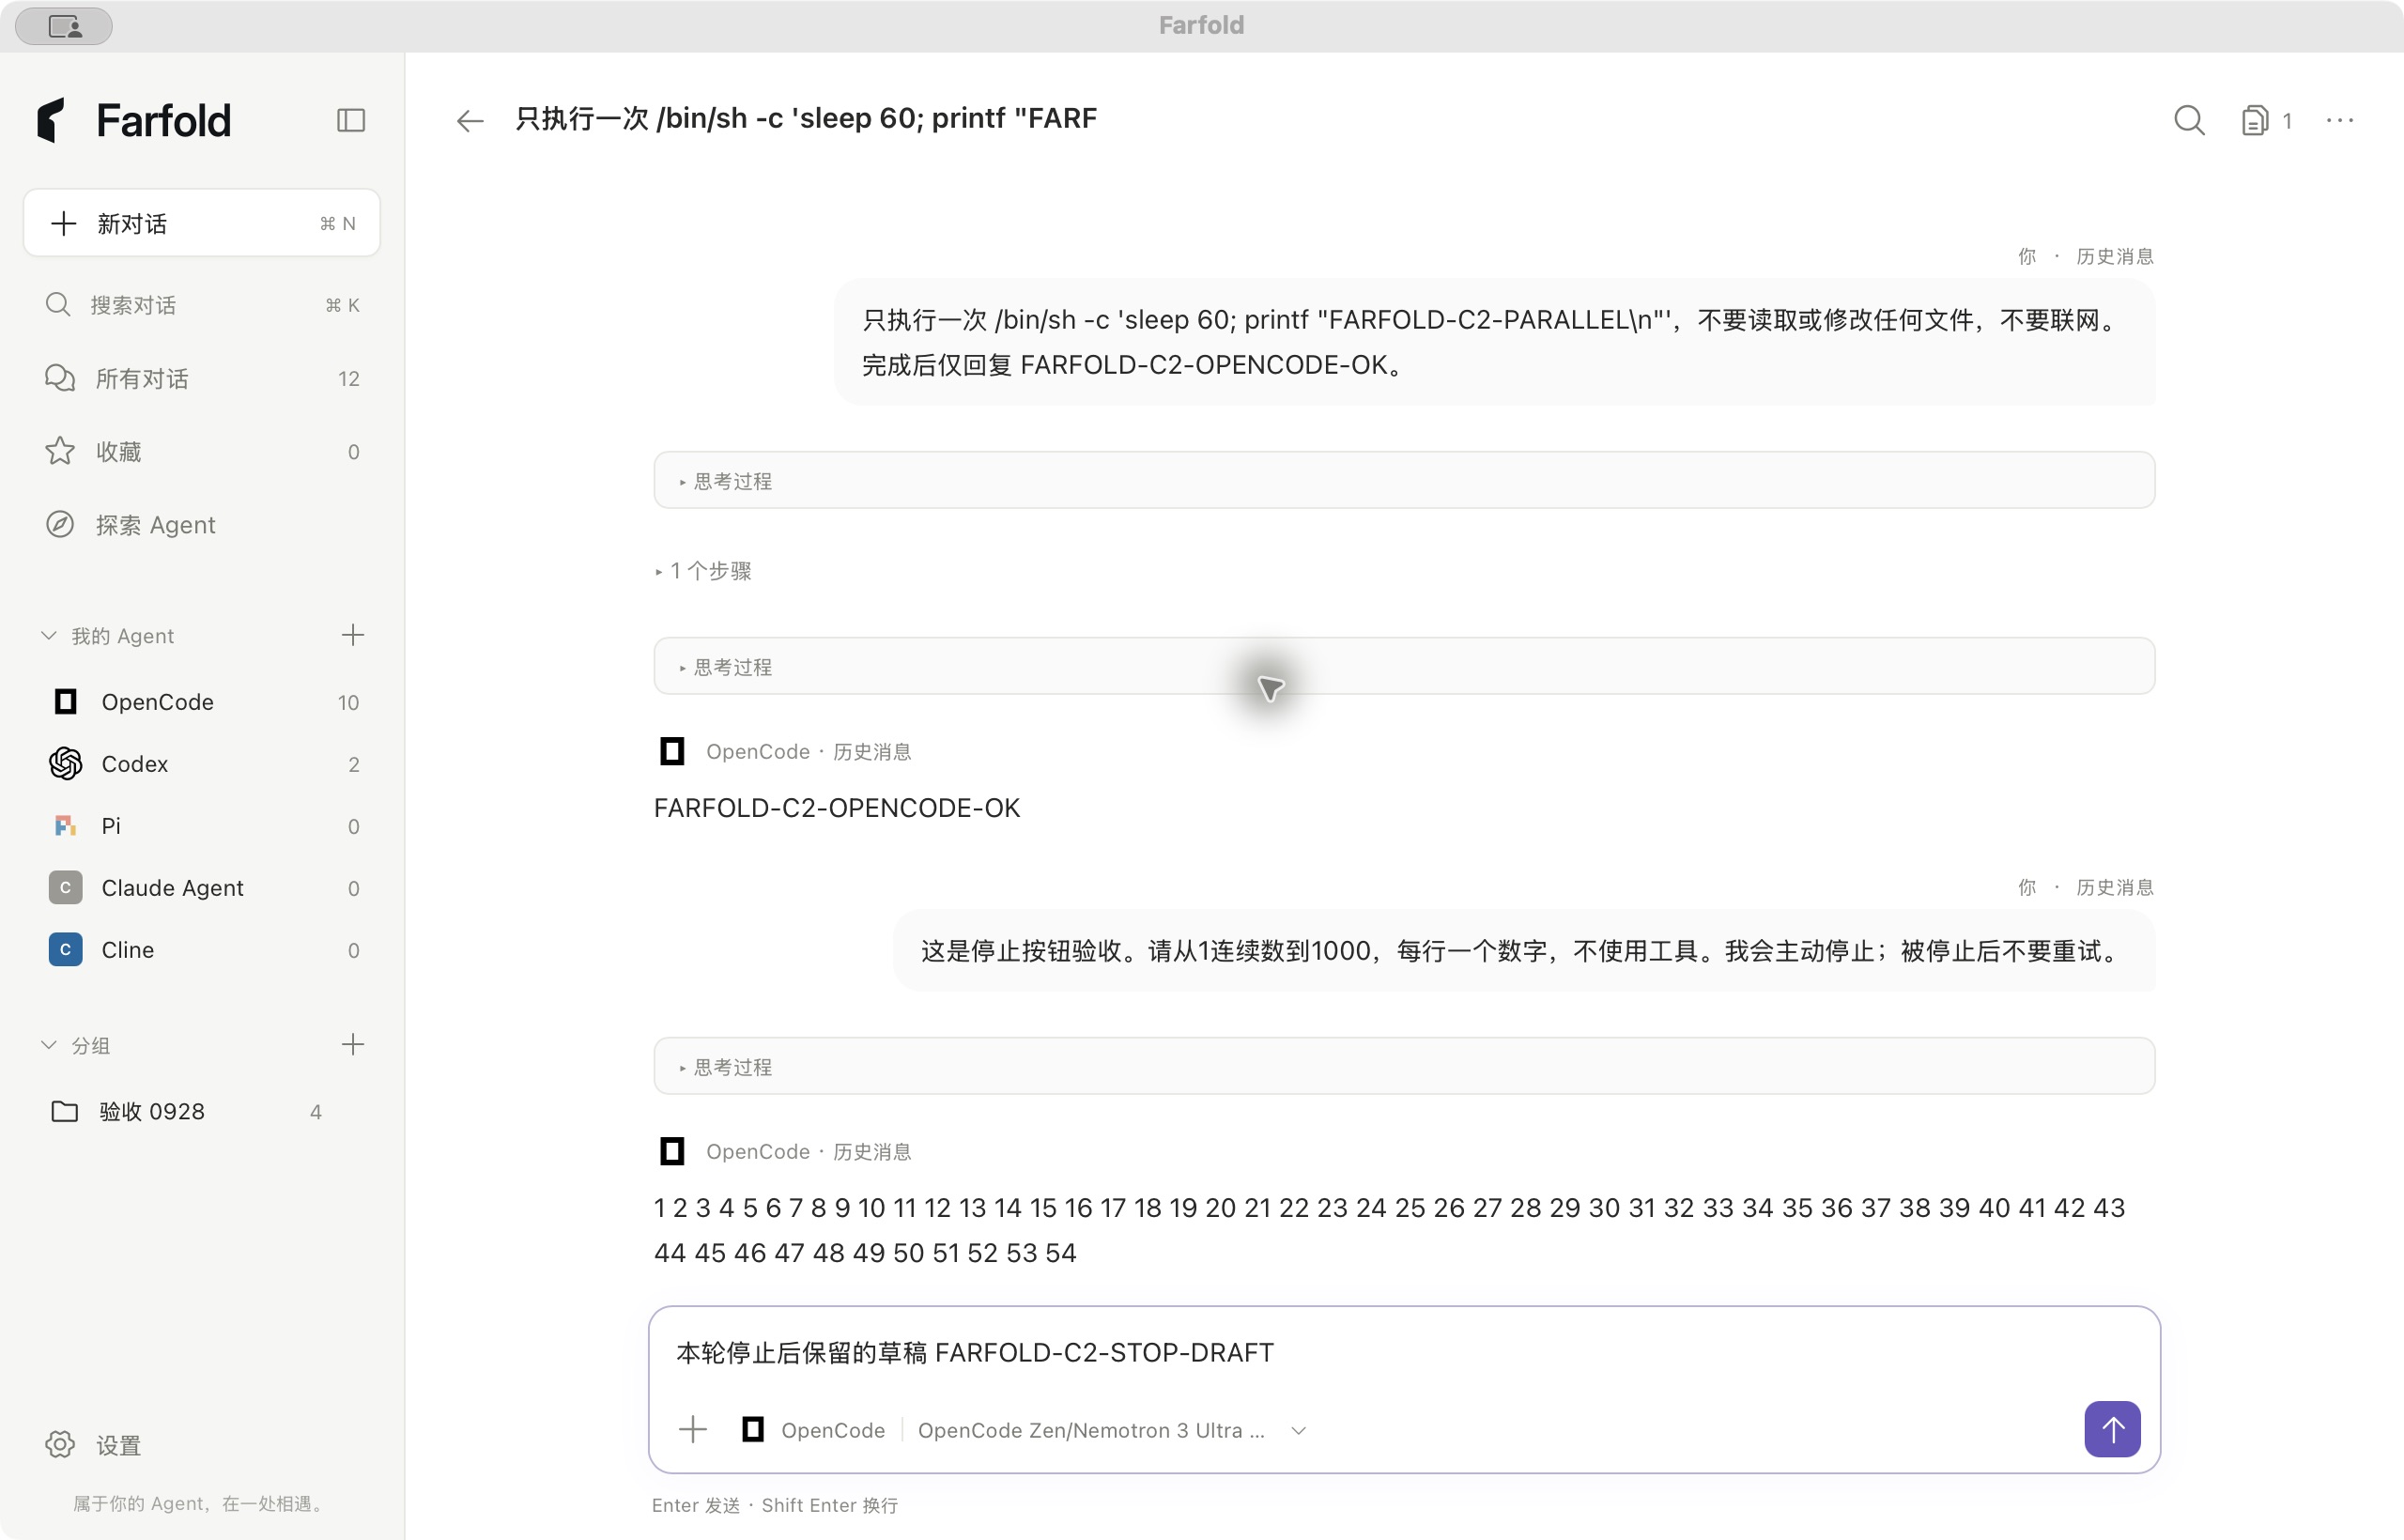 Farfold
Farfold
新对话
⌘ N
搜索对话
⌘ K
所有对话
12
收藏
0
探索 Agent
我的 Agent
OpenCode
10
Codex
2
Pi
0
C
Claude Agent
0
C
Cline
0
分组
验收 0928
4
设置
属于你的 Agent，在一处相遇。
只执行一次 /bin/sh -c 'sleep 60; printf "FARF
1
你 · 历史消息
只执行一次 /bin/sh -c 'sleep 60; printf "FARFOLD-C2-PARALLEL\n"'，不要读取或修改任何文件，不要联网。
完成后仅回复 FARFOLD-C2-OPENCODE-OK。
思考过程
1 个步骤
思考过程
OpenCode · 历史消息
FARFOLD-C2-OPENCODE-OK
你 · 历史消息
这是停止按钮验收。请从1连续数到1000，每行一个数字，不使用工具。我会主动停止；被停止后不要重试。
思考过程
OpenCode · 历史消息
1 2 3 4 5 6 7 8 9 10 11 12 13 14 15 16 17 18 19 20 21 22 23 24 25 26 27 28 29 30 31 32 33 34 35 36 37 38 39 40 41 42 43
44 45 46 47 48 49 50 51 52 53 54
本轮停止后保留的草稿 FARFOLD-C2-STOP-DRAFT
OpenCode
OpenCode Zen/Nemotron 3 Ultra ...
Enter 发送 · Shift Enter 换行